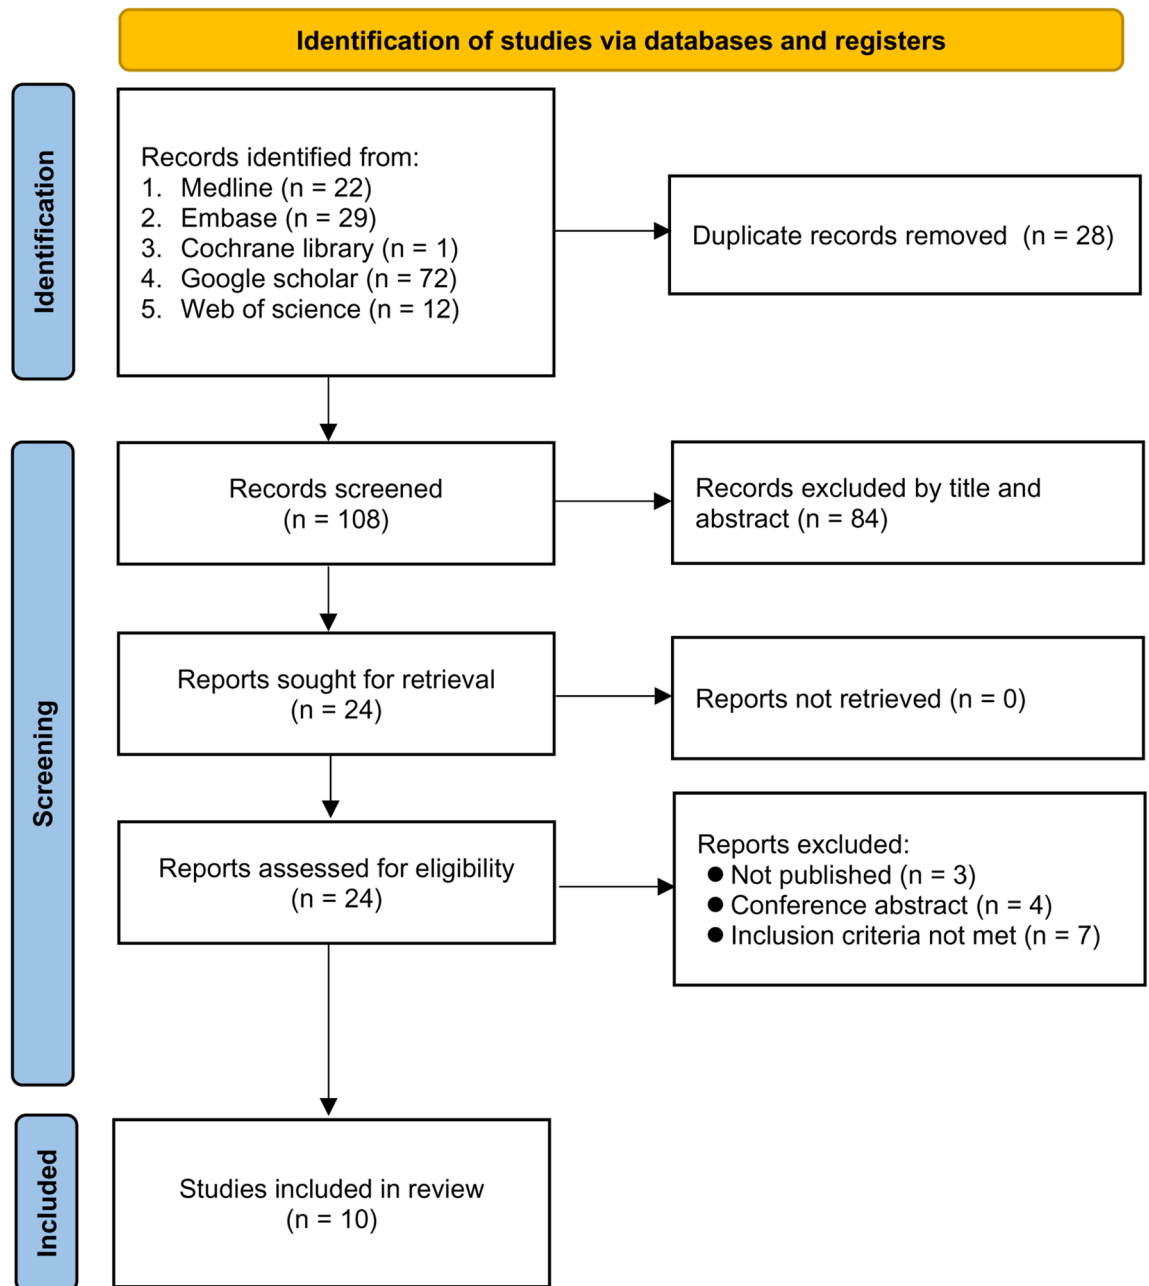 Identification of studies via databases and registers
Identification
Records identified from:
1. Medline (n = 22)
2. Embase (n = 29)
3. Cochrane library (n = 1)
4. Google scholar (n = 72)
5. Web of science (n = 12)
Duplicate records removed  (n = 28)
Screening
Records screened
(n = 108)
Records excluded by title and
abstract (n = 84)
Reports sought for retrieval
(n = 24)
Reports not retrieved (n = 0)
Reports assessed for eligibility
(n = 24)
Reports excluded:
● Not published (n = 3)
● Conference abstract (n = 4)
● Inclusion criteria not met (n = 7)
Included
Studies included in review
(n = 10)